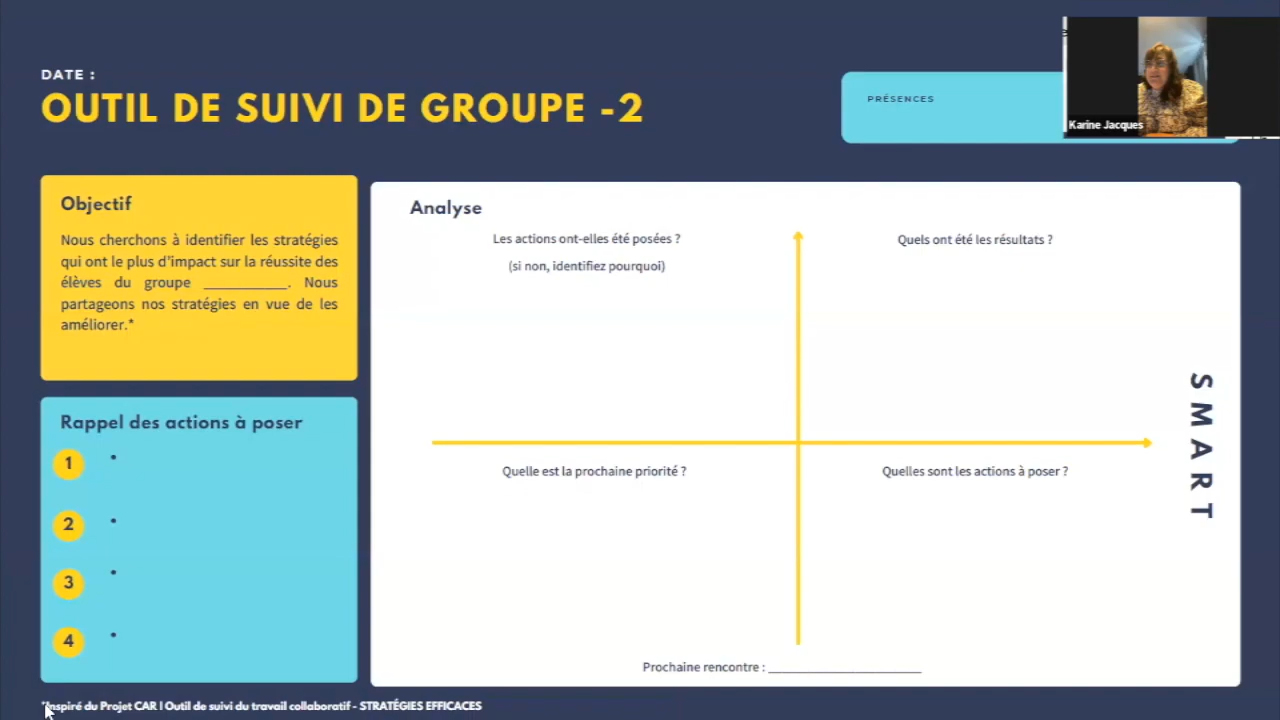 DATE :
OUTIL DE SUIVI DE GROUPE -2
PRÉSENCES
Karine Jacques
Objectif
Nous cherchons à identifier les stratégies
qui ont le plus d'impact sur la réussite des
élèves du groupe __________. Nous
partageons nos stratégies en vue de les
améliorer.*
Rappel des actions à poser
1 •
2 •
3 •
4 •
Analyse
Les actions ont-elles été posées ?
(si non, identifiez pourquoi)
Quels ont été les résultats ?
Quelle est la prochaine priorité ?
Quelles sont les actions à poser ?
SMART
Prochaine rencontre : ______________________
*Inspiré du Projet CAR I Outil de suivi du travail collaboratif - STRATÉGIES EFFICACES